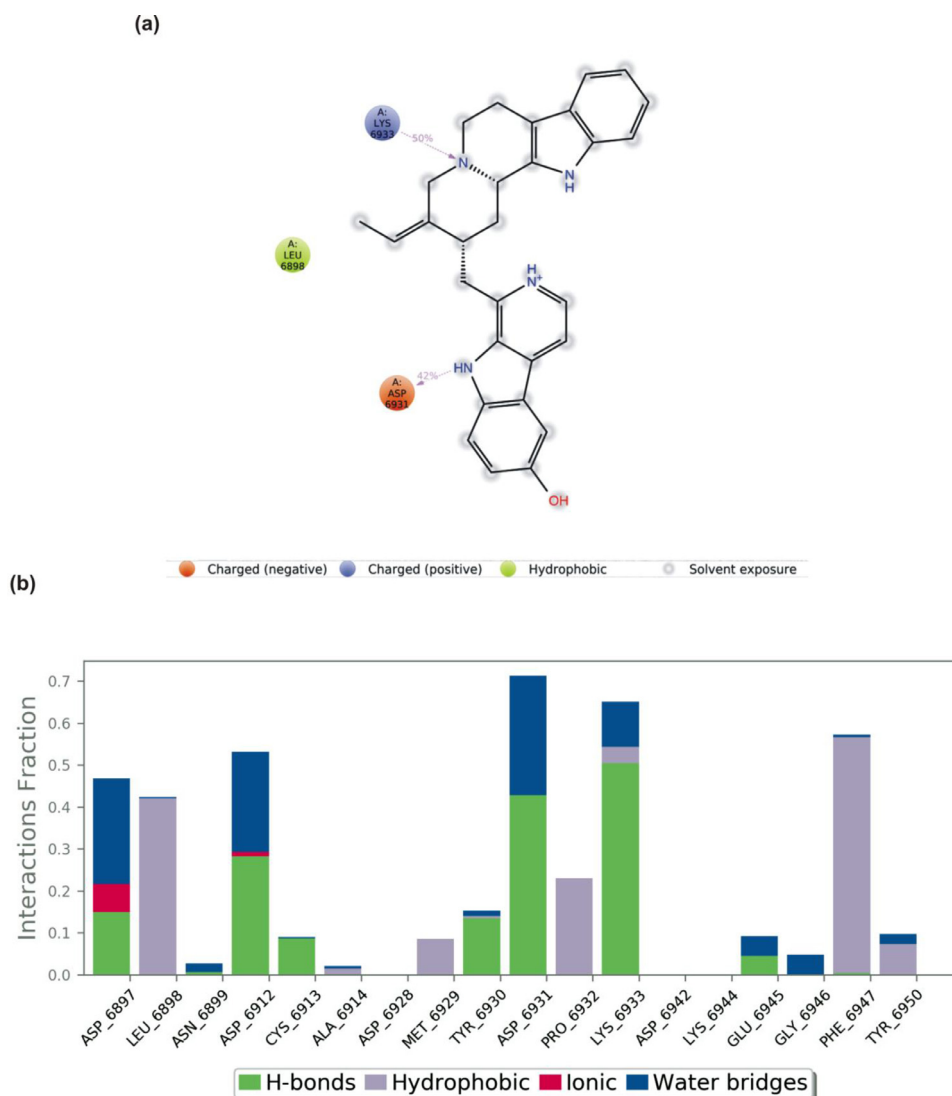 (a)
A:
LYS
6933
50%
N
N
H
A:
LEU
6898
H
N+
HN
42%
A:
ASP
6931
OH
Charged (negative) Charged (positive) Hydrophobic Solvent exposure
(b)
Interactions Fraction
0.7
0.6
0.5
0.4
0.3
0.2
0.1
0.0
ASP_6897 LEU_6898 ASN_6899 ASP_6912 CYS_6913 ALA_6914 ASP_6928 MET_6929 TYR_6930 ASP_6931 PRO_6932 LYS_6933 ASP_6942 LYS_6944 GLU_6945 GLY_6946 PHE_6947 TYR_6950
H-bonds Hydrophobic Ionic Water bridges